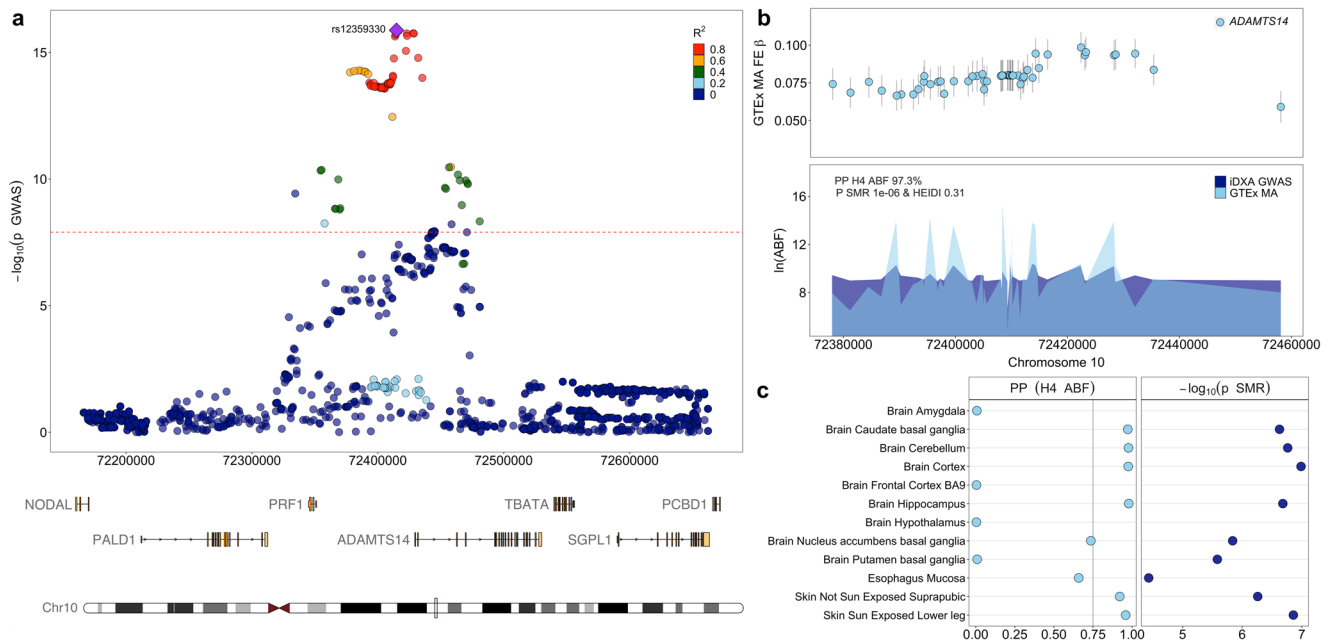 a
rs12359330
R²
0.8
0.6
0.4
0.2
0
15
10
5
0
−log₁₀(p GWAS)
72200000 72300000 72400000 72500000 72600000
NODAL PRF1 TBATA PCBD1
PALD1 ADAMTS14 SGPL1
Chr10
b
ADAMTS14
0.100
0.075
0.050
GTEx MA FE β
PP H4 ABF 97.3%
P SMR 1e-06 & HEIDI 0.31
iDXA GWAS
GTEx MA
16
12
8
ln(ABF)
72380000 72400000 72420000 72440000 72460000
Chromosome 10
c
PP (H4 ABF) −log₁₀(p SMR)
Brain Amygdala
Brain Caudate basal ganglia
Brain Cerebellum
Brain Cortex
Brain Frontal Cortex BA9
Brain Hippocampus
Brain Hypothalamus
Brain Nucleus accumbens basal ganglia
Brain Putamen basal ganglia
Esophagus Mucosa
Skin Not Sun Exposed Suprapubic
Skin Sun Exposed Lower leg
0.00 0.25 0.50 0.75 1.00 5 6 7